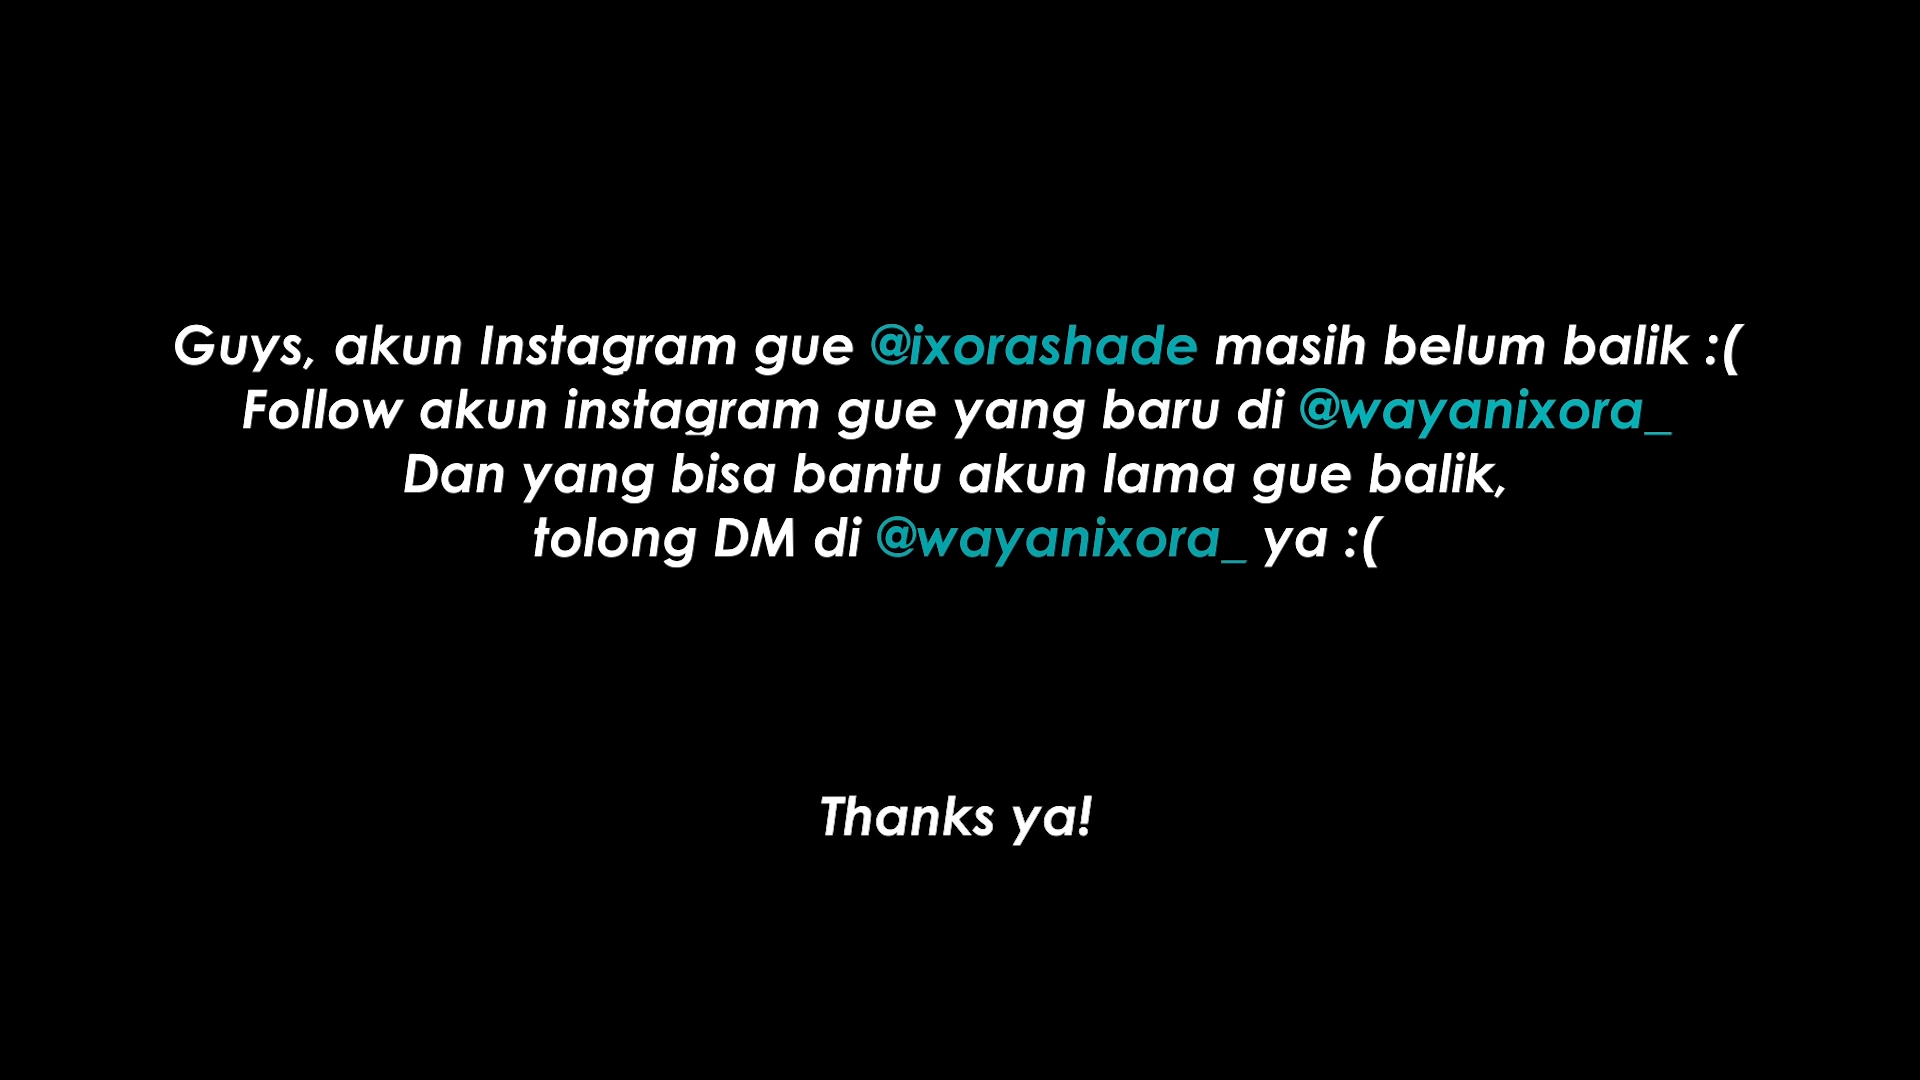 Guys, akun Instagram gue @ixorashade masih belum balik :(
Follow akun instagram gue yang baru di @wayanixora_
Dan yang bisa bantu akun lama gue balik,
tolong DM di @wayanixora_ ya :(
Thanks ya!